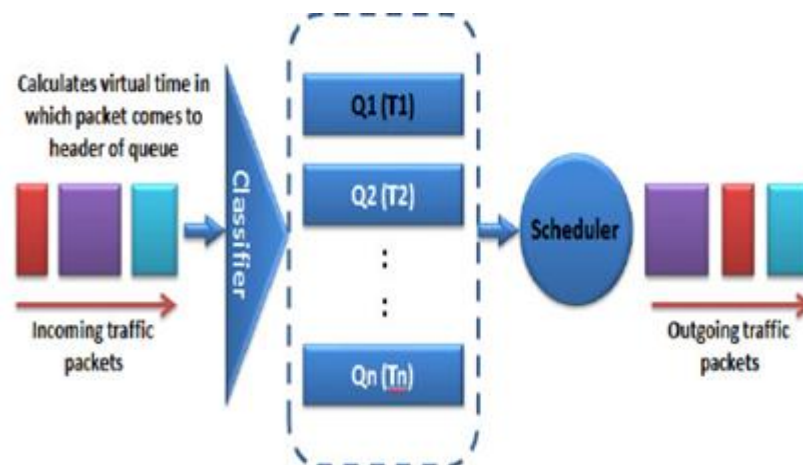 Calculates virtual time in
which packet comes to
header of queue
Incoming traffic
packets
Classifier
Q1 (T1)
Q2 (T2)
:
:
Qn (Tn)
Scheduler
Outgoing traffic
packets